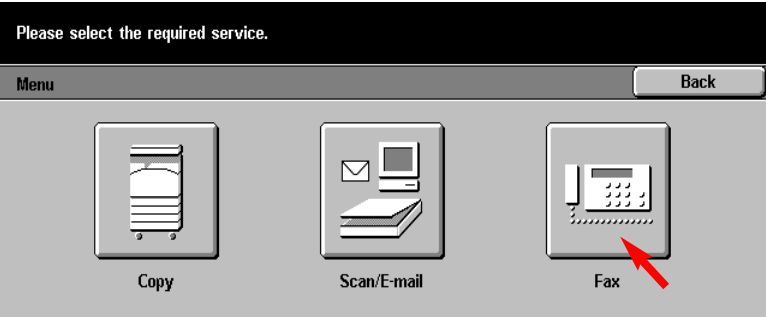 Please select the required service.
Menu
Back
Copy
Scan/E-mail
Fax